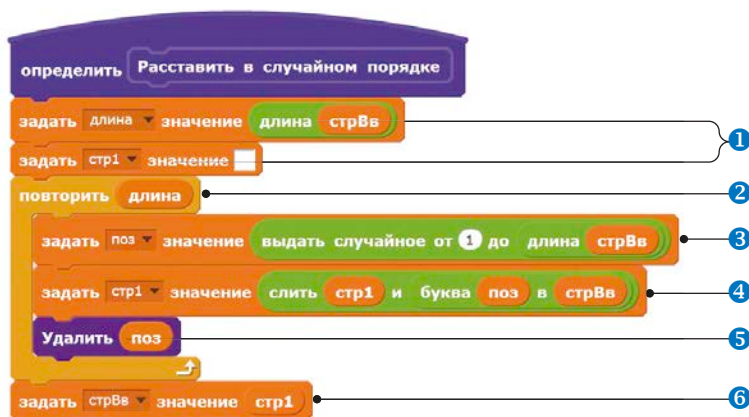 определить Расставить в случайном порядке
задать длина значение длина стрВв
задать стр1 значение
1
повторить длина
2
задать поз значение выдать случайное от 1 до длина стрВв
3
задать стр1 значение слить стр1 и буква поз в стрВв
4
Удалить поз
5
задать стрВв значение стр1
6